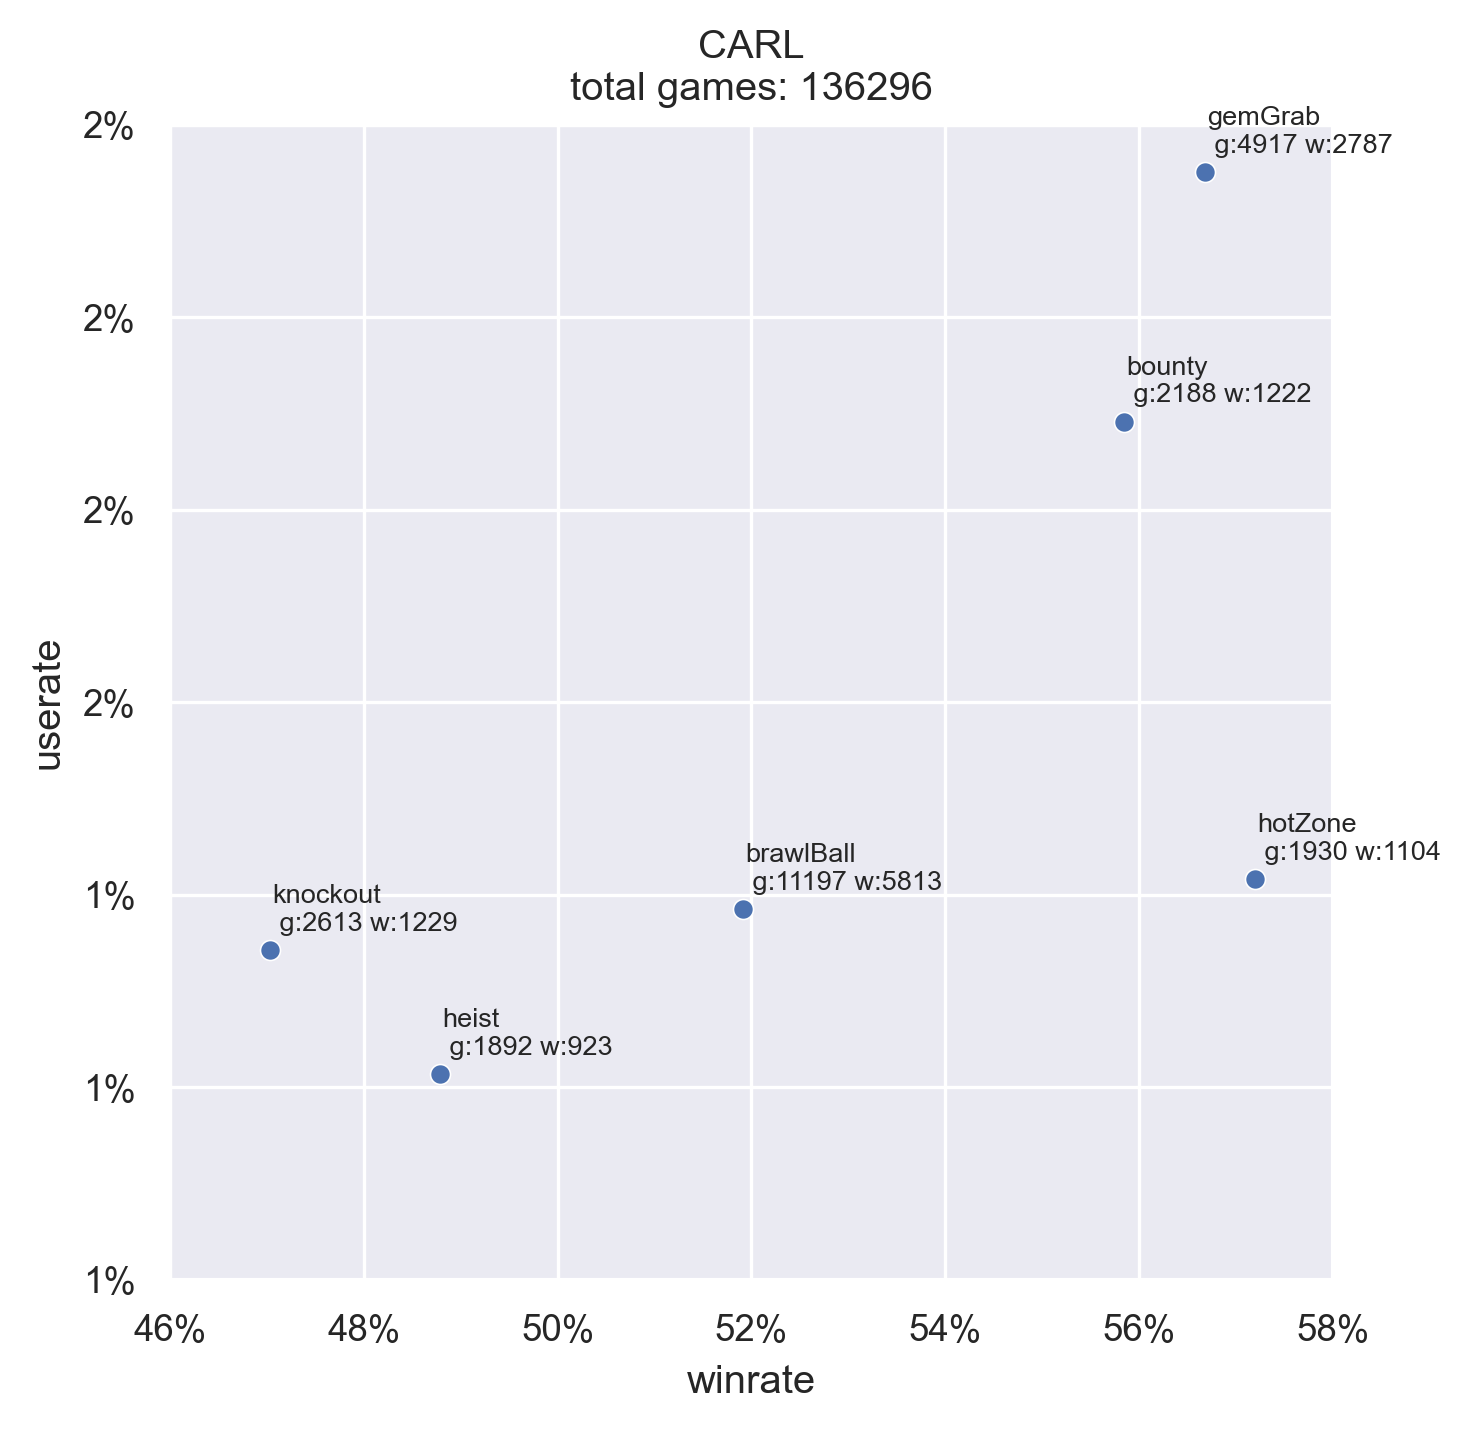 CARL
total games: 136296
2%
2%
2%
2%
1%
1%
1%
userate
gemGrab
g:4917 w:2787
bounty
g:2188 w:1222
hotZone
g:1930 w:1104
brawlBall
g:11197 w:5813
knockout
g:2613 w:1229
heist
g:1892 w:923
46%
48%
50%
52%
54%
56%
58%
winrate